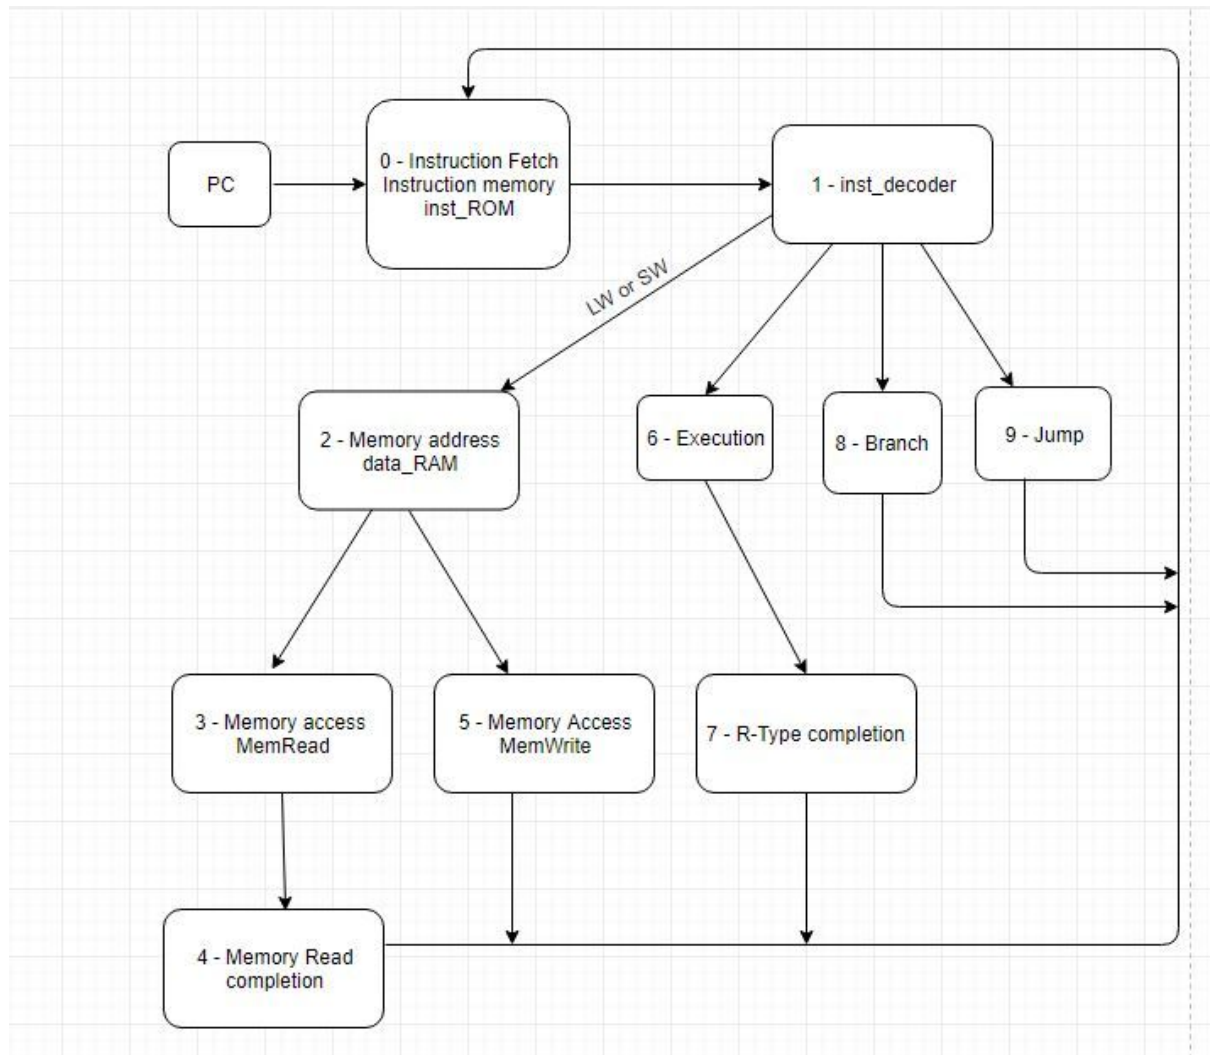 PC
0 - Instruction Fetch
Instruction memory
inst_ROM
1 - inst_decoder
LW or SW
2 - Memory address
data_RAM
6 - Execution
8 - Branch
9 - Jump
3 - Memory access
MemRead
5 - Memory Access
MemWrite
7 - R-Type completion
4 - Memory Read
completion